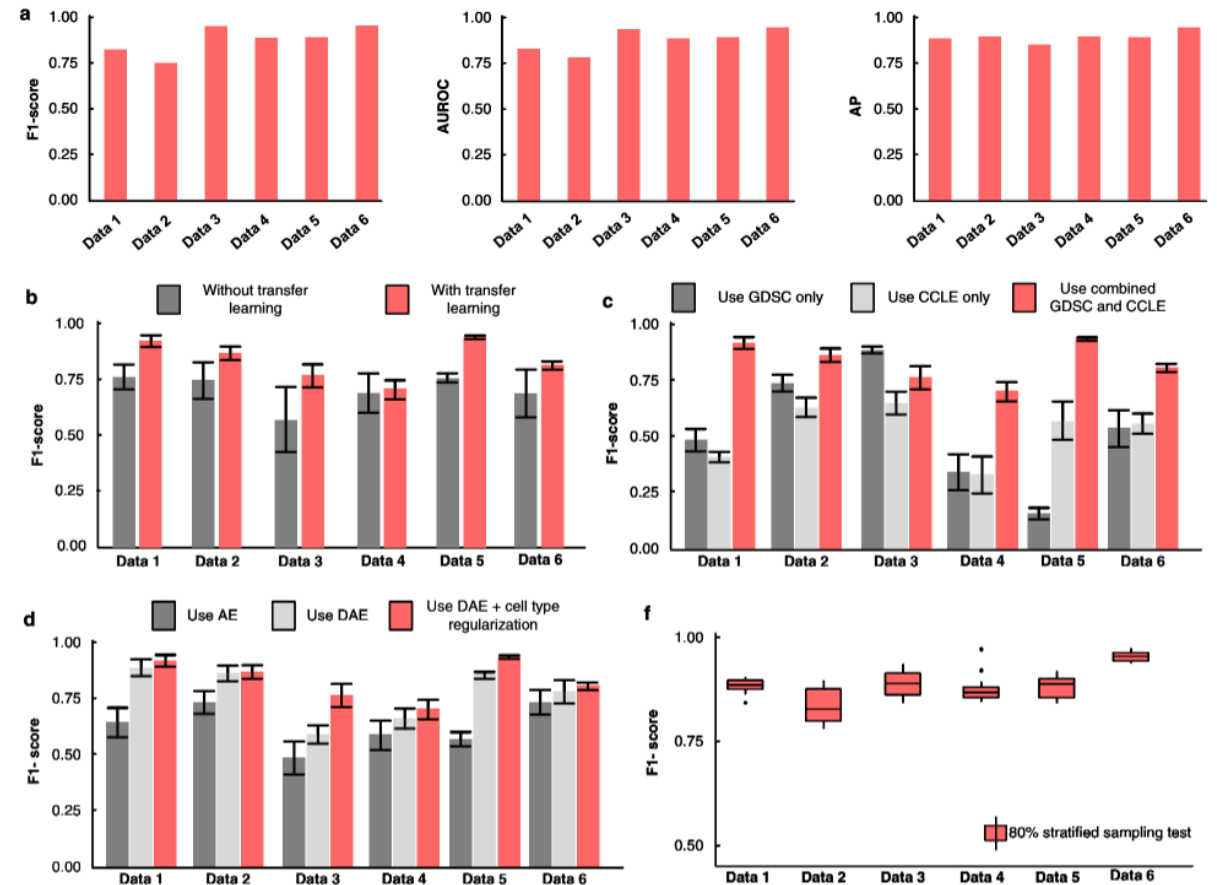 a
1.00
0.75
0.50
0.25
0.00
F1-score
Data 1
Data 2
Data 3
Data 4
Data 5
Data 6
1.00
0.75
0.50
0.25
0.00
AUROC
Data 1
Data 2
Data 3
Data 4
Data 5
Data 6
1.00
0.75
0.50
0.25
0.00
AP
Data 1
Data 2
Data 3
Data 4
Data 5
Data 6
b
Without transfer
learning
With transfer
learning
1.00
0.75
0.50
0.25
0.00
F1-score
Data 1
Data 2
Data 3
Data 4
Data 5
Data 6
c
Use GDSC only
Use CCLE only
Use combined
GDSC and CCLE
1.00
0.75
0.50
0.25
0.00
F1-score
Data 1
Data 2
Data 3
Data 4
Data 5
Data 6
d
Use AE
Use DAE
Use DAE + cell type
regularization
1.00
0.75
0.50
0.25
0.00
F1- score
Data 1
Data 2
Data 3
Data 4
Data 5
Data 6
f
1.00
0.75
0.50
F1- score
80% stratified sampling test
Data 1
Data 2
Data 3
Data 4
Data 5
Data 6